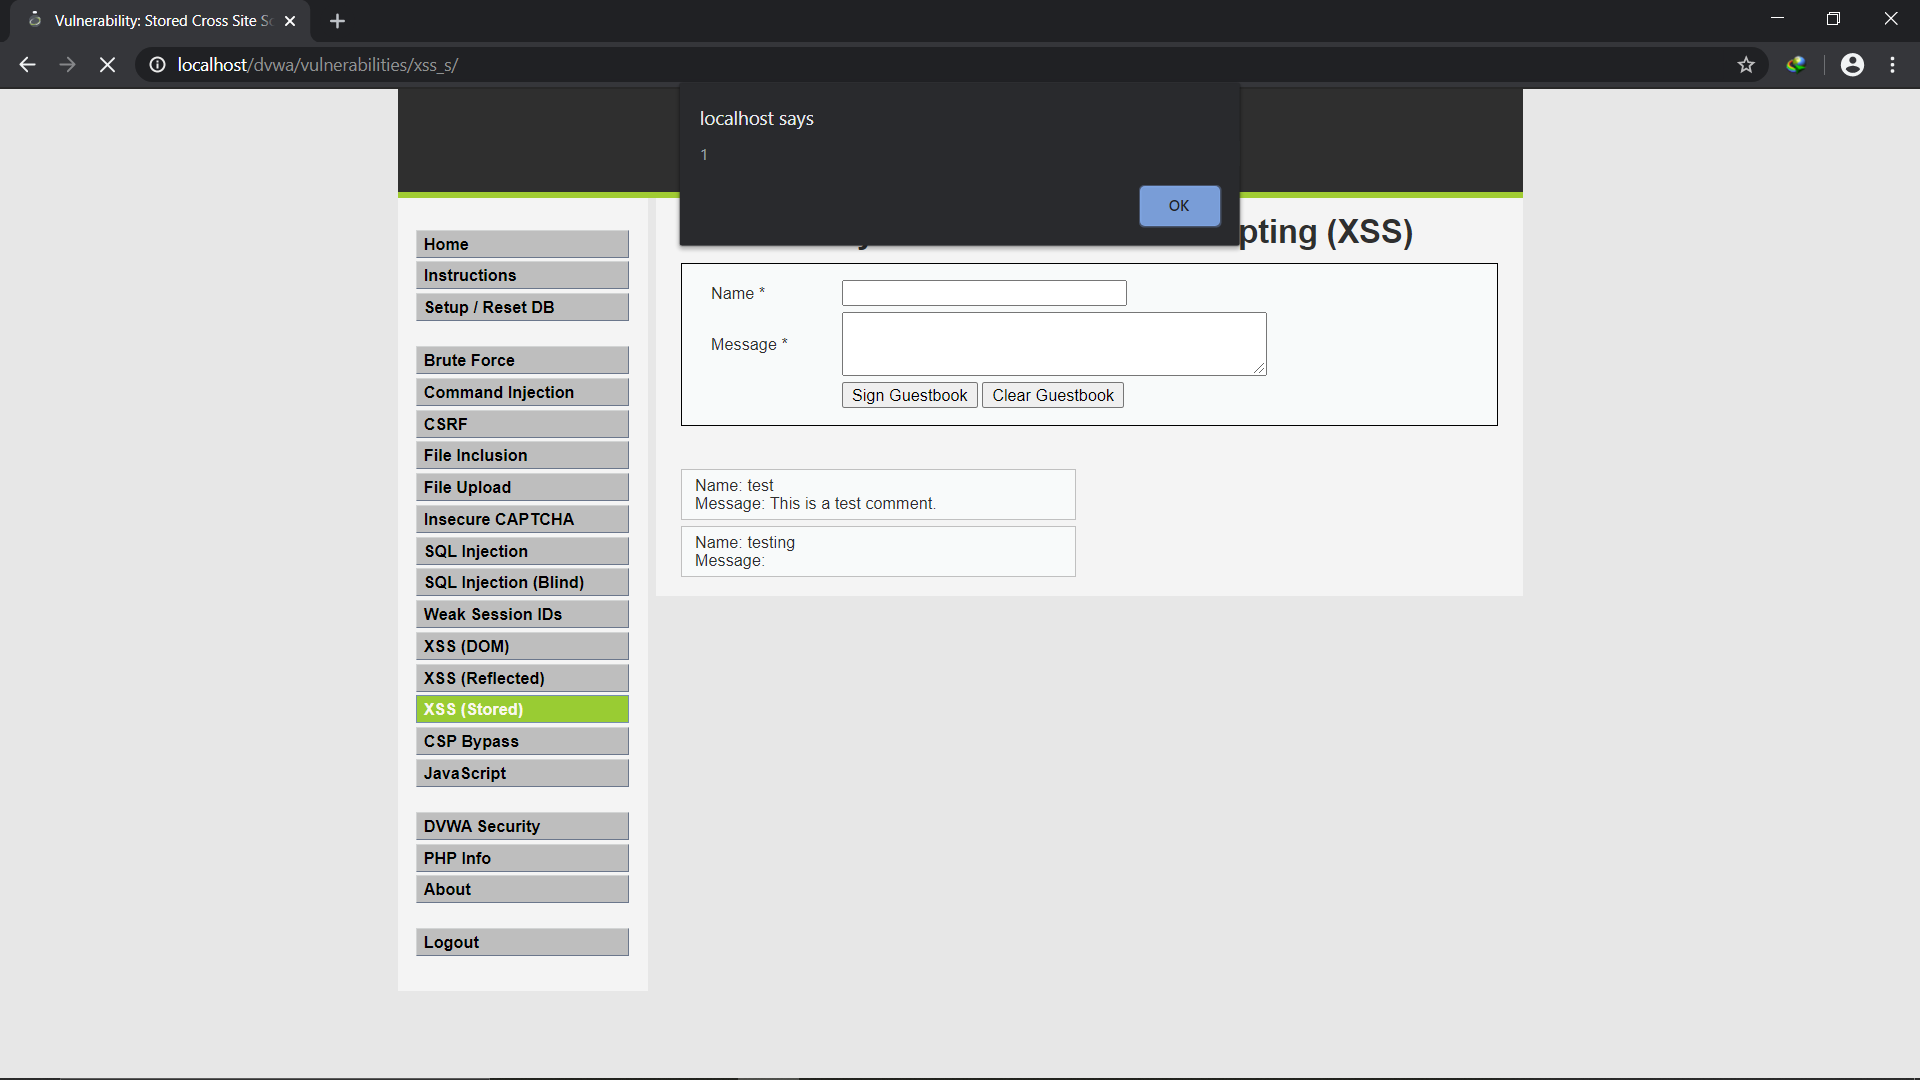 Vulnerability: Stored Cross Site Sc
localhost/dvwa/vulnerabilities/xss_s/
localhost says
1
OK
pting (XSS)
Home
Instructions
Setup / Reset DB
Brute Force
Command Injection
CSRF
File Inclusion
File Upload
Insecure CAPTCHA
SQL Injection
SQL Injection (Blind)
Weak Session IDs
XSS (DOM)
XSS (Reflected)
XSS (Stored)
CSP Bypass
JavaScript
DVWA Security
PHP Info
About
Logout
Name *
Message *
Sign Guestbook Clear Guestbook
Name: test
Message: This is a test comment.
Name: testing
Message: